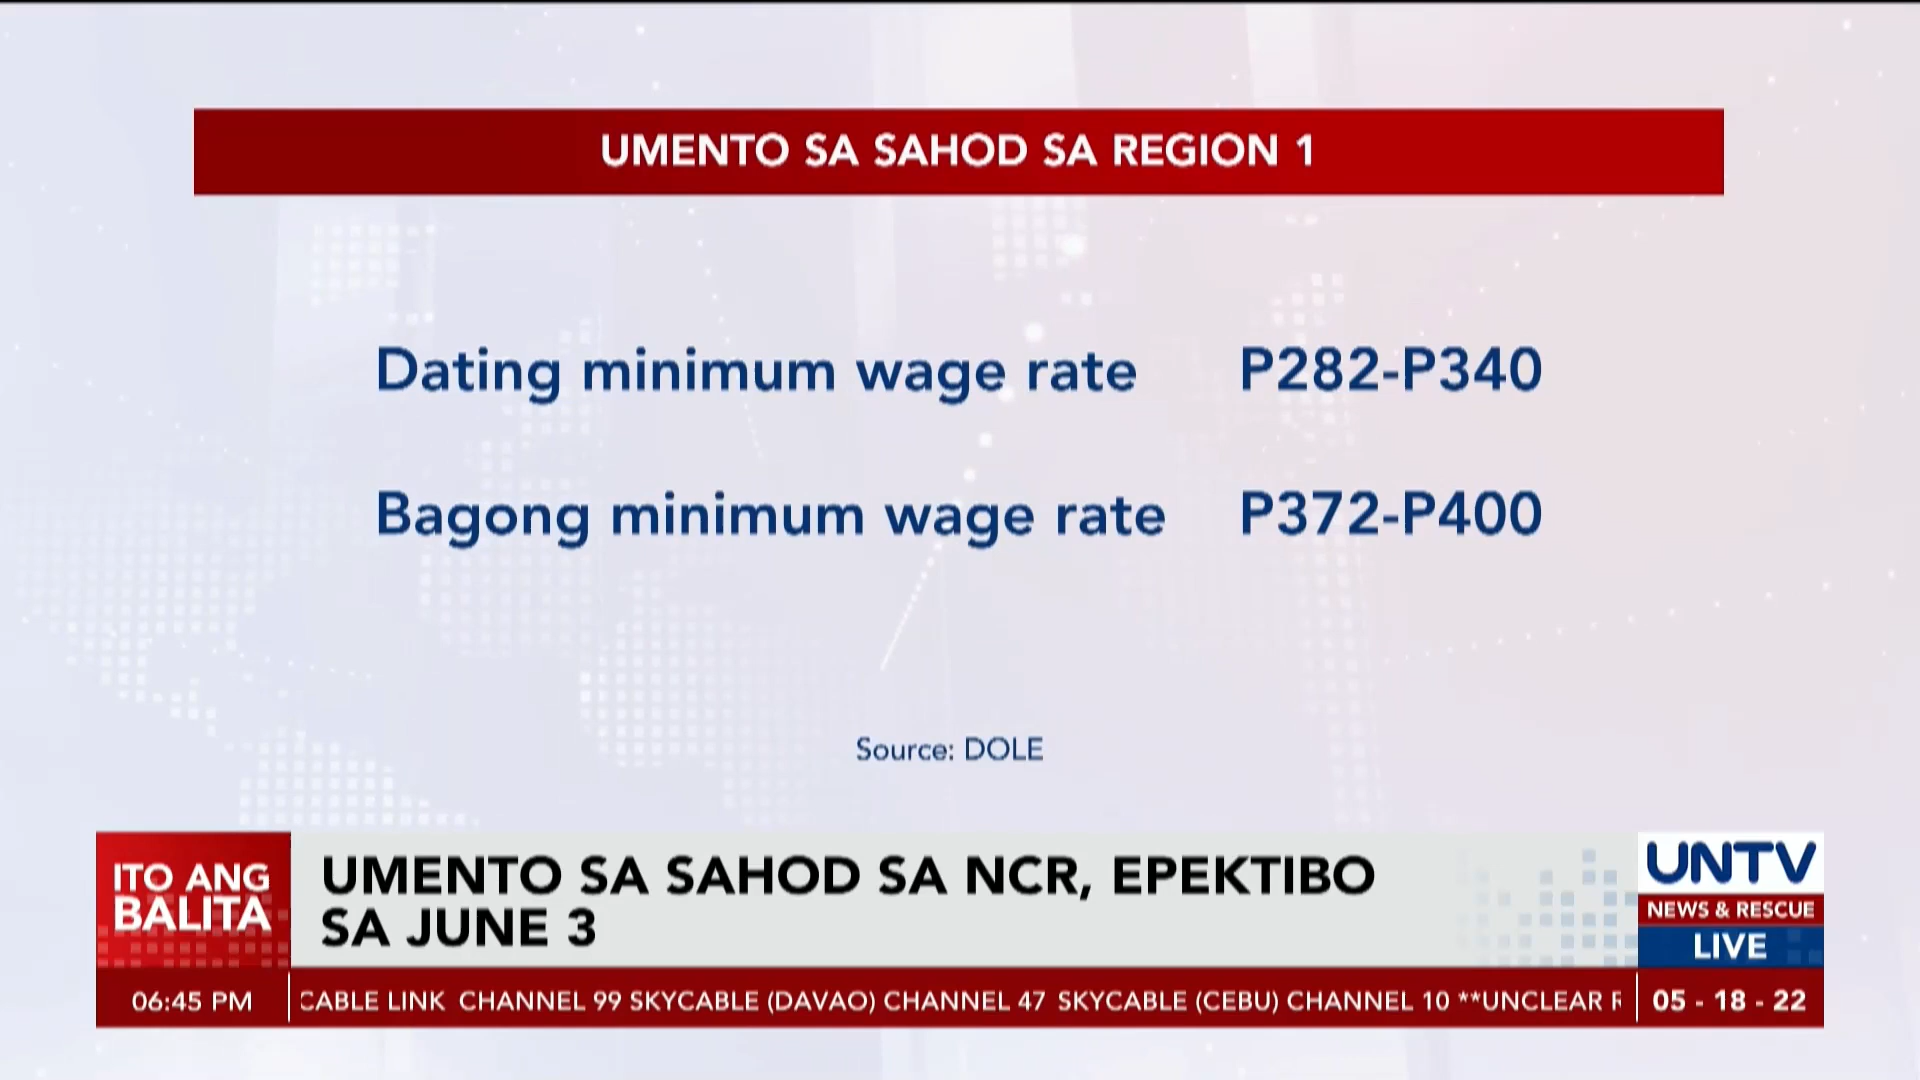 UMENTO SA SAHOD SA REGION 1
Dating minimum wage rate P282-P340
Bagong minimum wage rate P372-P400
Source: DOLE
ITO ANG
BALITA
UMENTO SA SAHOD SA NCR, EPEKTIBO
SA JUNE 3
UNTV
NEWS & RESCUE
LIVE
06:45 PM
CABLE LINK CHANNEL 99 SKYCABLE (DAVAO) CHANNEL 47 SKYCABLE (CEBU) CHANNEL 10 **UNCLEAR
05 - 18 - 22